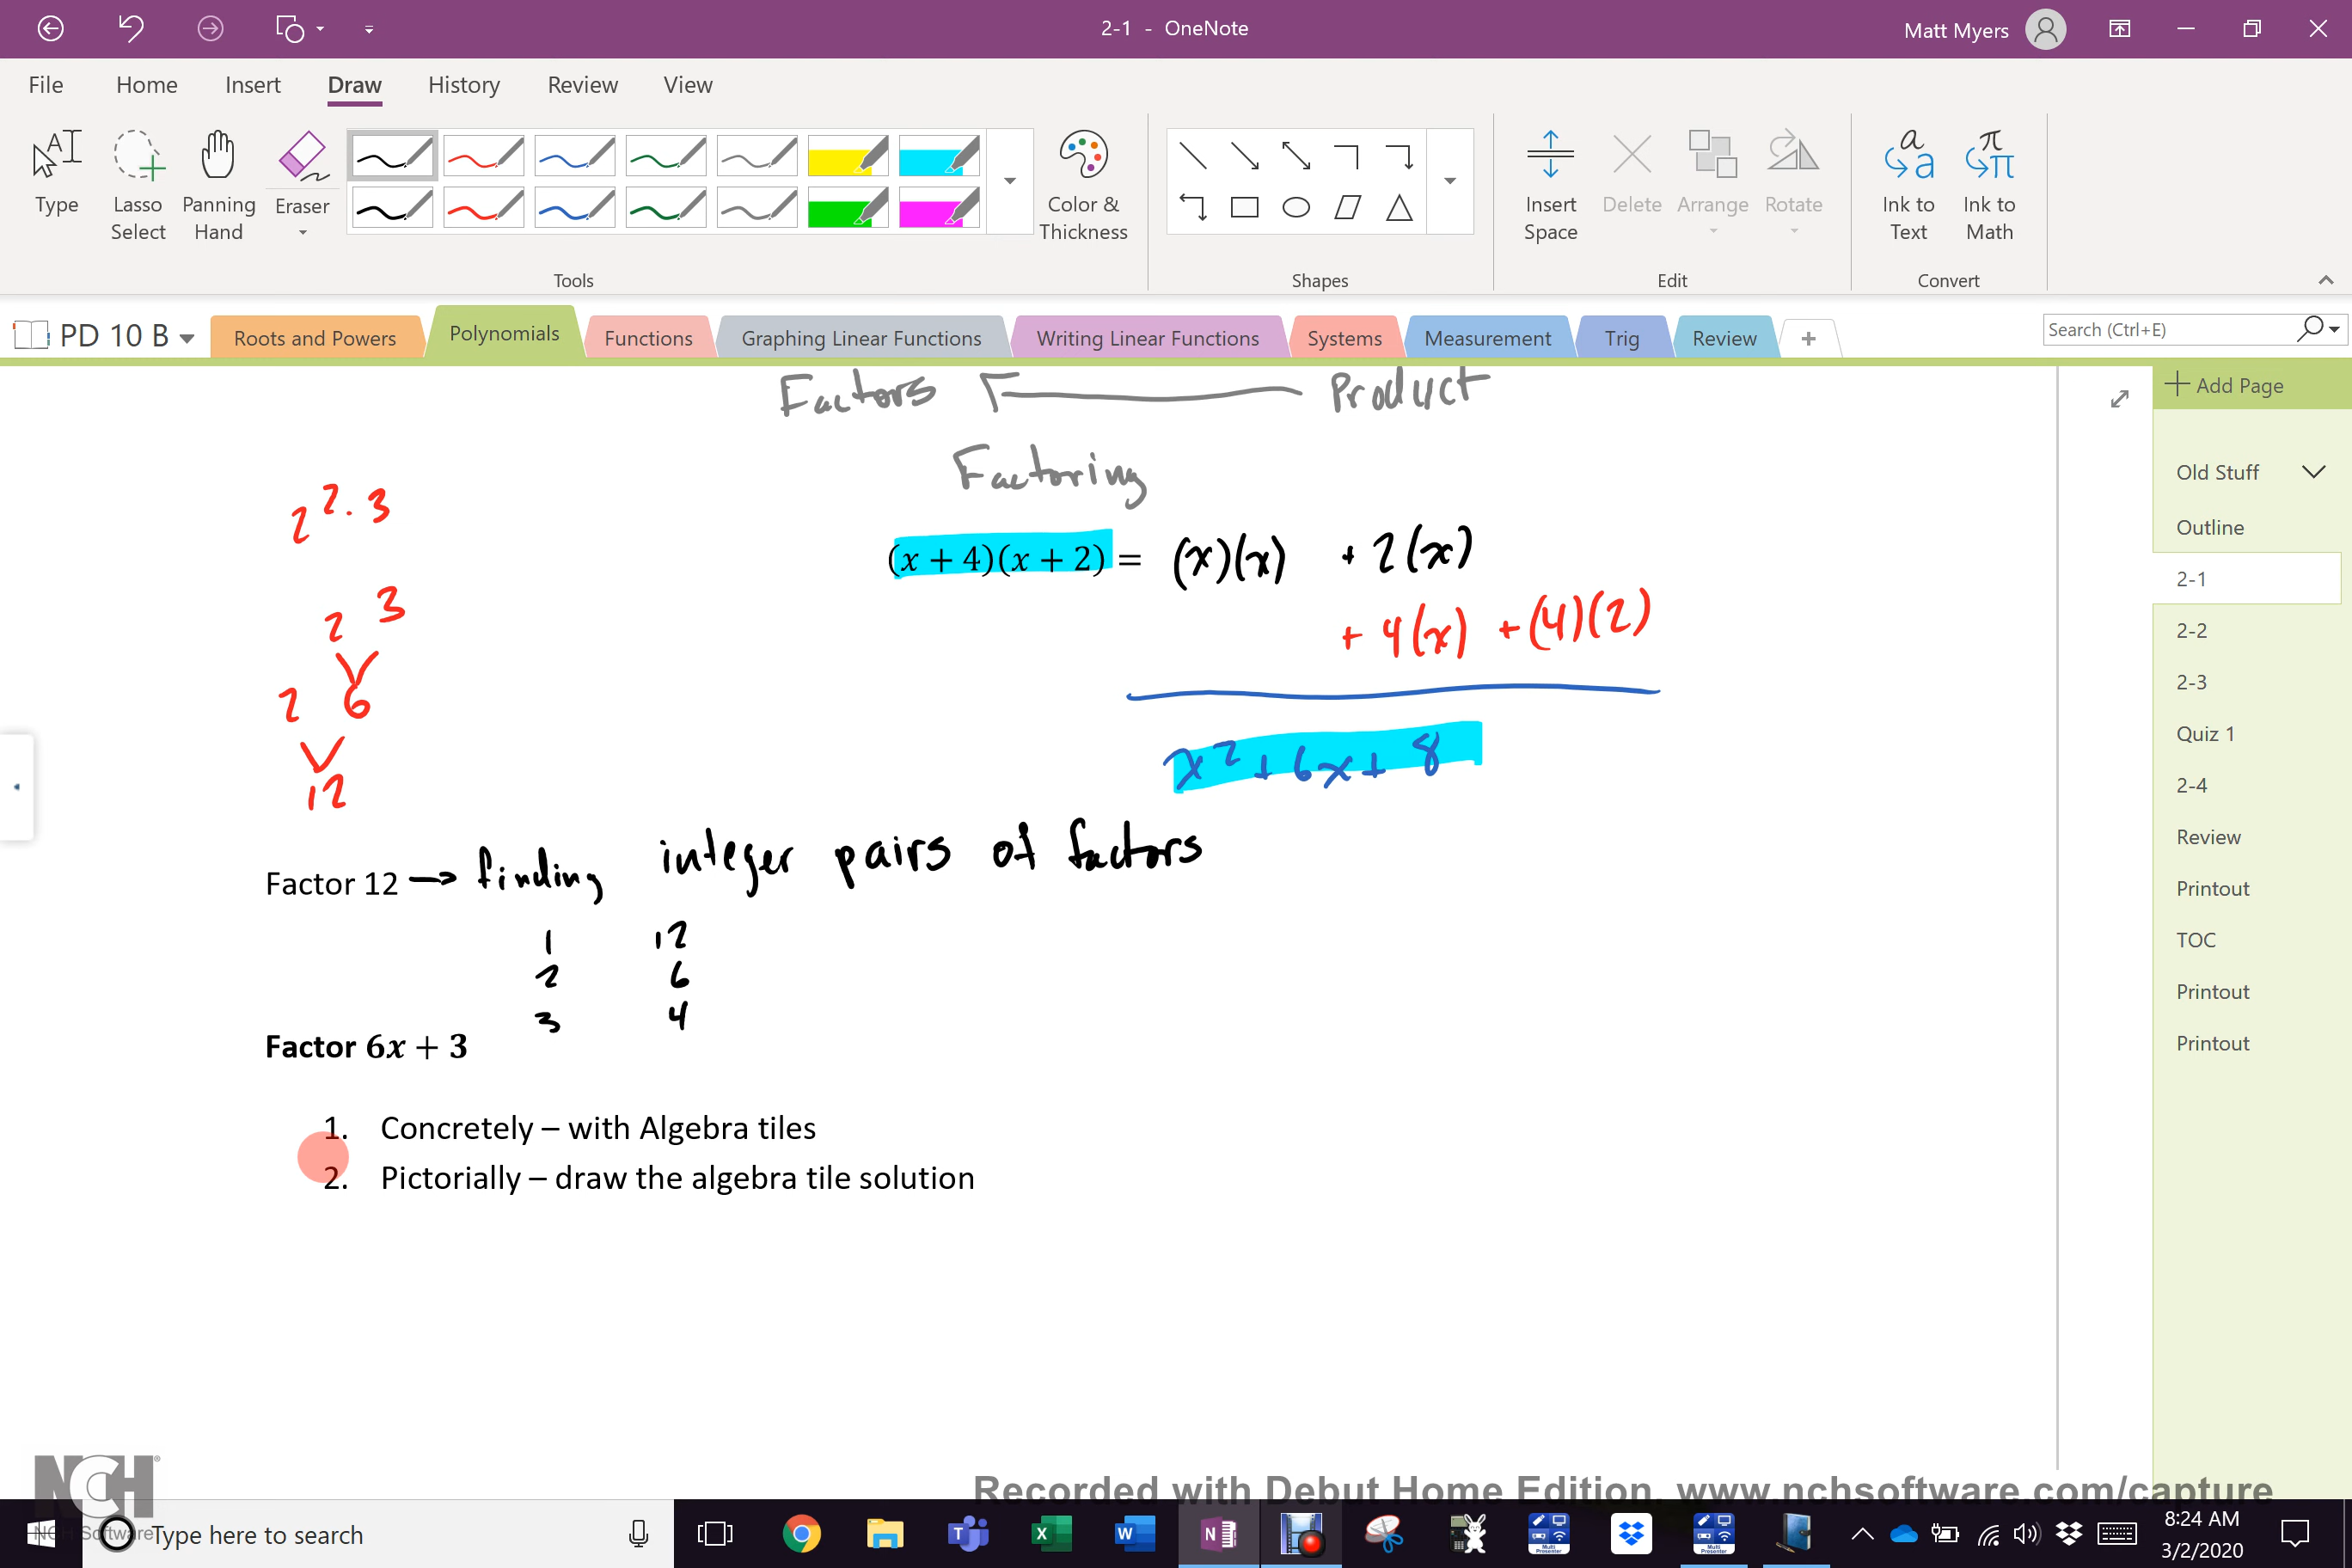 2-1 - OneNote
Matt Myers
File Home Insert Draw History Review View
Type
Lasso Select
Panning Hand
Eraser
Color & Thickness
Insert Space
Delete
Arrange
Rotate
Ink to Text
Ink to Math
Tools Shapes Edit Convert
PD 10 B
Roots and Powers Polynomials Functions Graphing Linear Functions Writing Linear Functions Systems Measurement Trig Review +
Search (Ctrl+E)
Add Page
Old Stuff
Outline
2-1
2-2
2-3
Quiz 1
2-4
Review
Printout
TOC
Printout
Printout
Factors ← Product
Factoring
2² · 3
2 3
2 6
12
(x + 4)(x + 2) = (x)(x) + 2(x)
+ 4(x) + (4)(2)
x² + 6x + 8
Factor 12 → finding integer pairs of factors
1 12
2 6
3 4
Factor 6x + 3
1. Concretely – with Algebra tiles
2. Pictorially – draw the algebra tile solution
NCH®
NCH Software
Recorded with Debut Home Edition. www.nchsoftware.com/capture
Type here to search
8:24 AM
3/2/2020